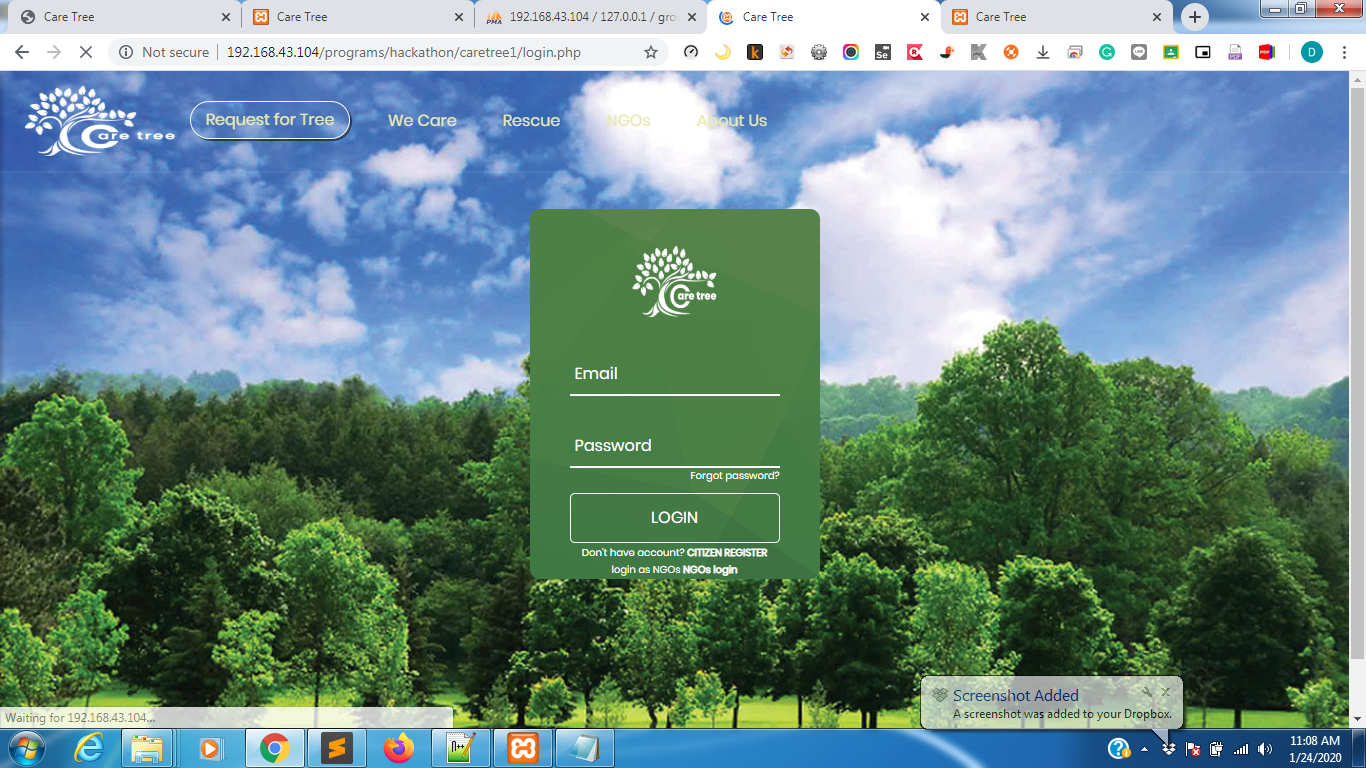 Care Tree
Care Tree
192.168.43.104 / 127.0.0.1 / gro
Care Tree
Care Tree
Not secure
192.168.43.104/programs/hackathon/caretree1/login.php
D
are tree
Request for Tree
We Care
Rescue
NGOs
About Us
Care tree
Email
Password
Forgot password?
LOGIN
Don't have account? CITIZEN REGISTER
login as NGOs NGOs login
Screenshot Added
A screenshot was added to your Dropbox.
Waiting for 192.168.43.104...
11:08 AM
1/24/2020